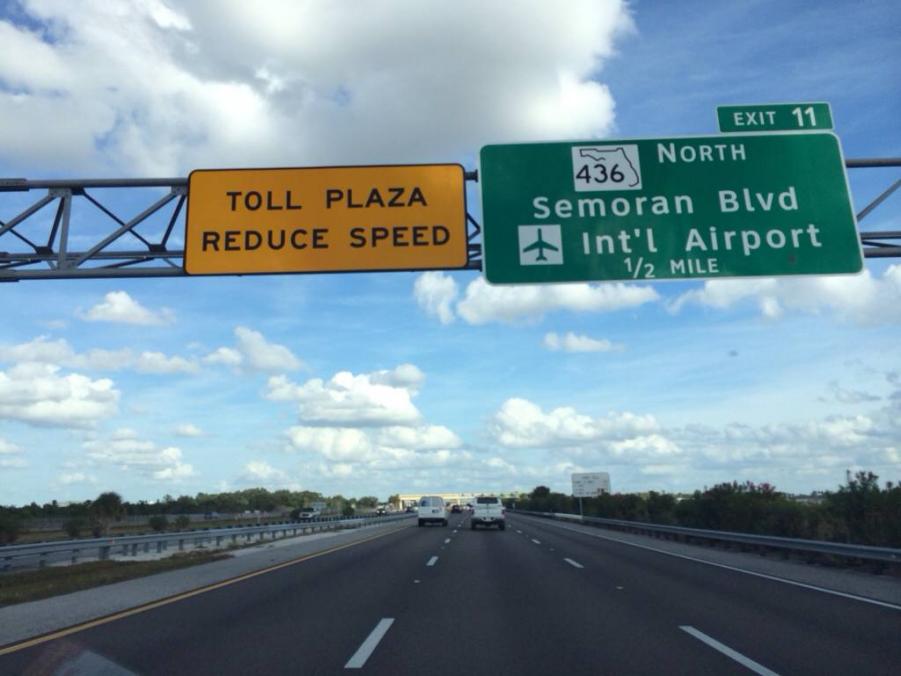 TOLL PLAZA
REDUCE SPEED
EXIT 11
436 NORTH
Semoran Blvd
Int'l Airport
1/2 MILE